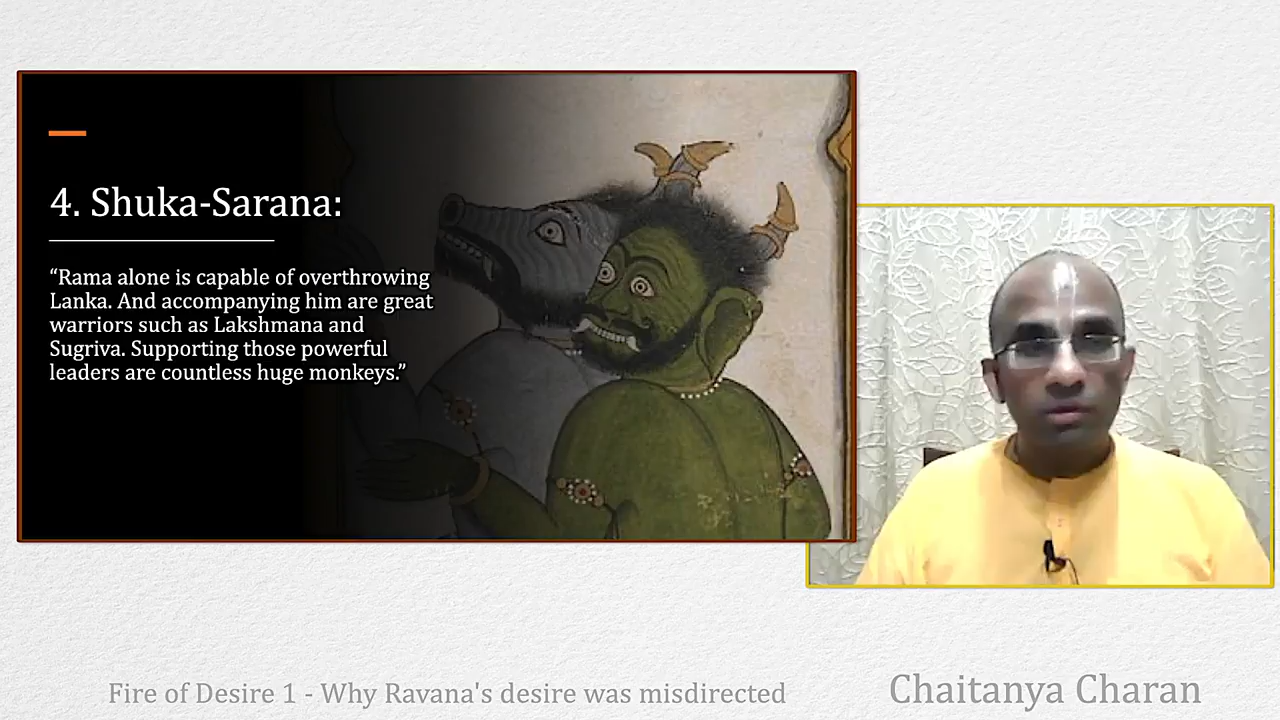 4. Shuka-Sarana:
“Rama alone is capable of overthrowing
Lanka. And accompanying him are great
warriors such as Lakshmana and
Sugriva. Supporting those powerful
leaders are countless huge monkeys.”
Fire of Desire 1 - Why Ravana's desire was misdirected
Chaitanya Charan